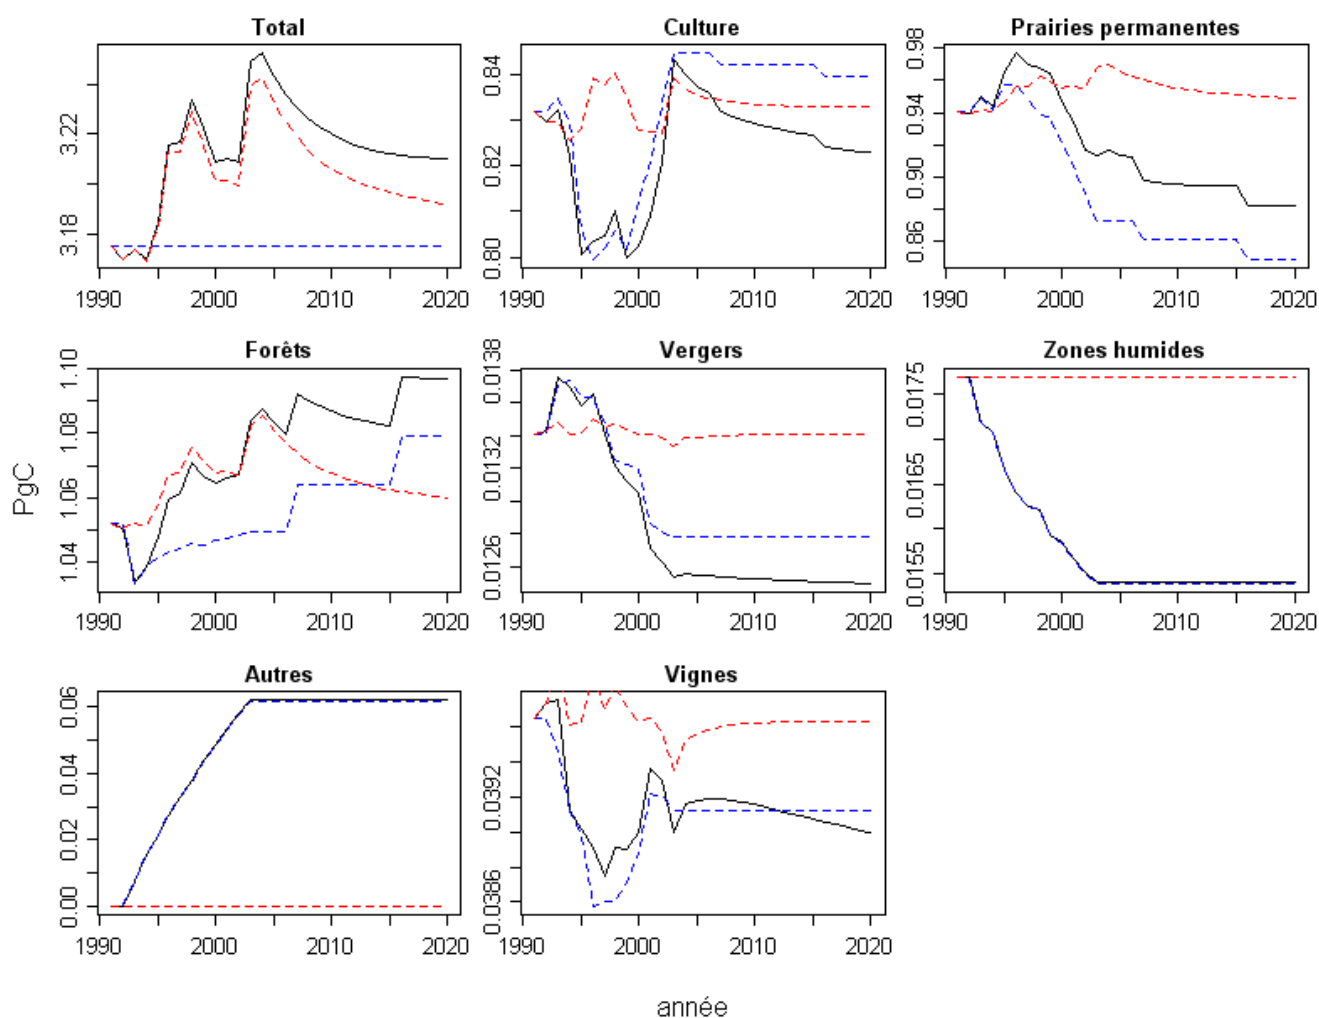 Total
Culture
Prairies permanentes
3.18 3.22
0.80 0.82 0.84
0.86 0.90 0.94 0.98
1990 2000 2010 2020
1990 2000 2010 2020
1990 2000 2010 2020
Forêts
Vergers
Zones humides
PgC
1.04 1.06 1.08 1.10
0.0126 0.0132 0.0138
0.0155 0.0165 0.0175
1990 2000 2010 2020
1990 2000 2010 2020
1990 2000 2010 2020
Autres
Vignes
0.00 0.02 0.04 0.06
0.0386 0.0392
1990 2000 2010 2020
1990 2000 2010 2020
année